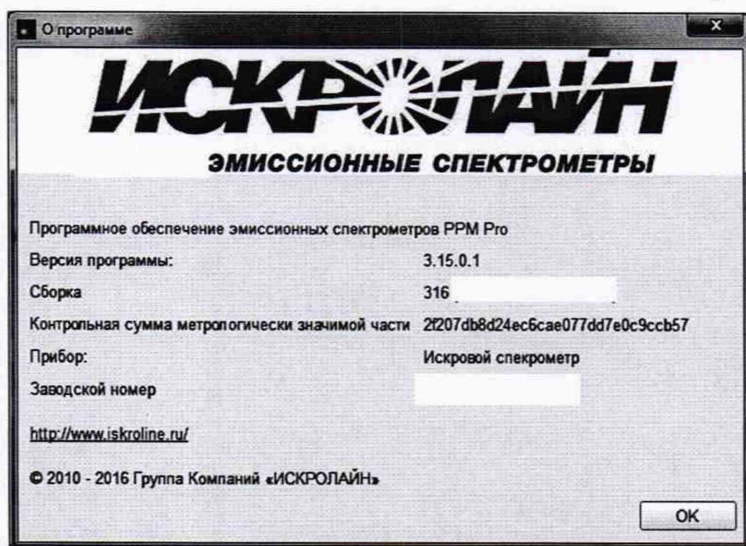 О программе
x
ИСКРОЛАЙН
ЭМИССИОННЫЕ СПЕКТРОМЕТРЫ
Программное обеспечение эмиссионных спектрометров PPM Pro
Версия программы: 3.15.0.1
Сборка 316
Контрольная сумма метрологически значимой части 2f207db8d24ec6cae077dd7e0c9ccb57
Прибор: Искровой спекрометр
Заводской номер
http://www.iskroline.ru/
© 2010 - 2016 Группа Компаний «ИСКРОЛАЙН»
OK